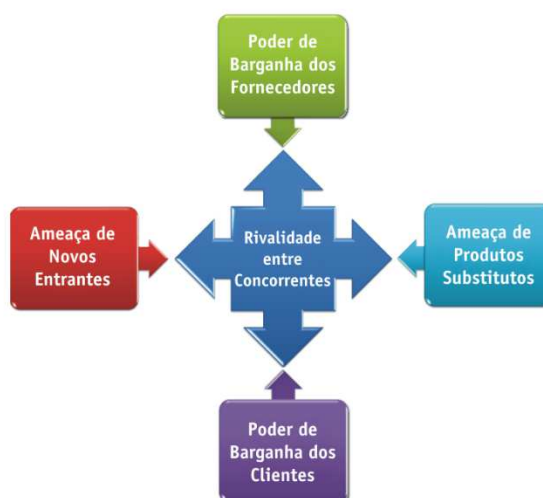 Poder de
Barganha dos
Fornecedores
Ameaça de
Novos
Entrantes
Rivalidade
entre
Concorrentes
Ameaça de
Produtos
Substitutos
Poder de
Barganha dos
Clientes